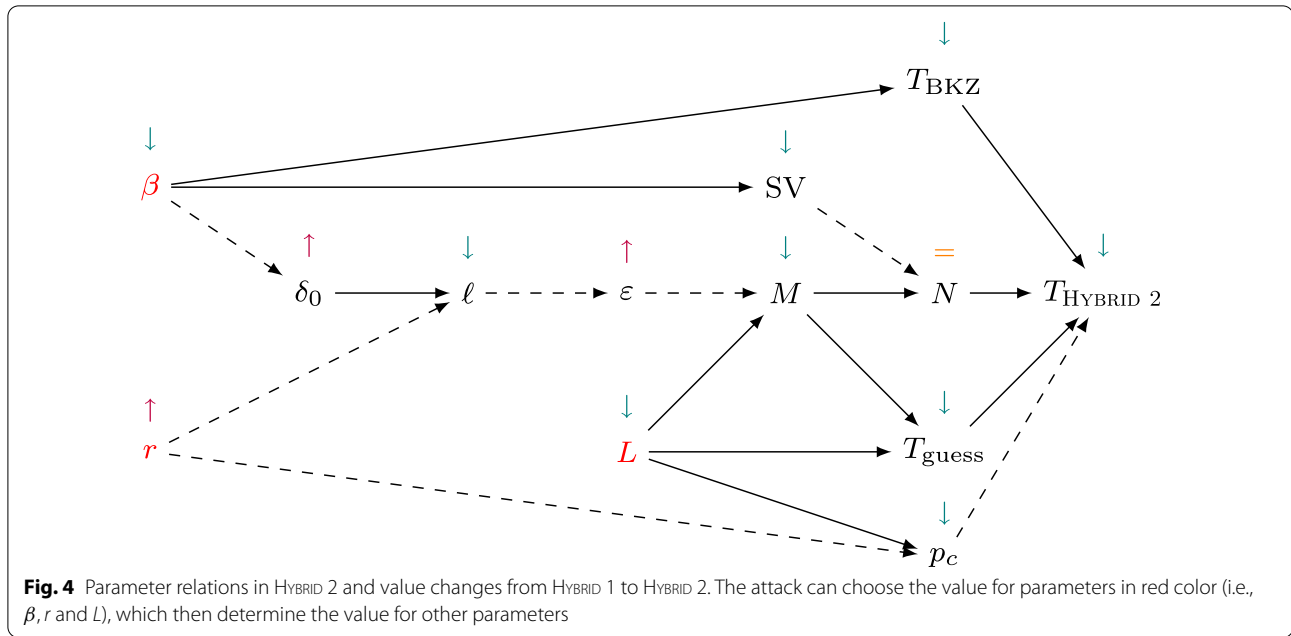 ↓
T_BKZ
↓ ↓
β SV
↑ ↓ ↑ ↓ = ↓
δ₀ ℓ ε M N T_HYBRID 2
↑ ↓ ↓
r L T_guess
↓
p_c
Fig. 4 Parameter relations in HYBRID 2 and value changes from HYBRID 1 to HYBRID 2. The attack can choose the value for parameters in red color (i.e.,
β, r and L), which then determine the value for other parameters